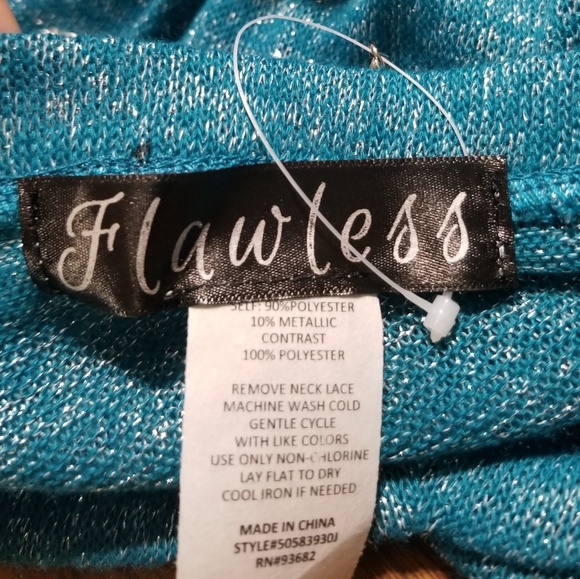 Flawless
SELF: 90%POLYESTER
10% METALLIC
CONTRAST
100% POLYESTER
REMOVE NECK LACE
MACHINE WASH COLD
GENTLE CYCLE
WITH LIKE COLORS
USE ONLY NON-CHLORINE
LAY FLAT TO DRY
COOL IRON IF NEEDED
MADE IN CHINA
STYLE#50583930J
RN#93682